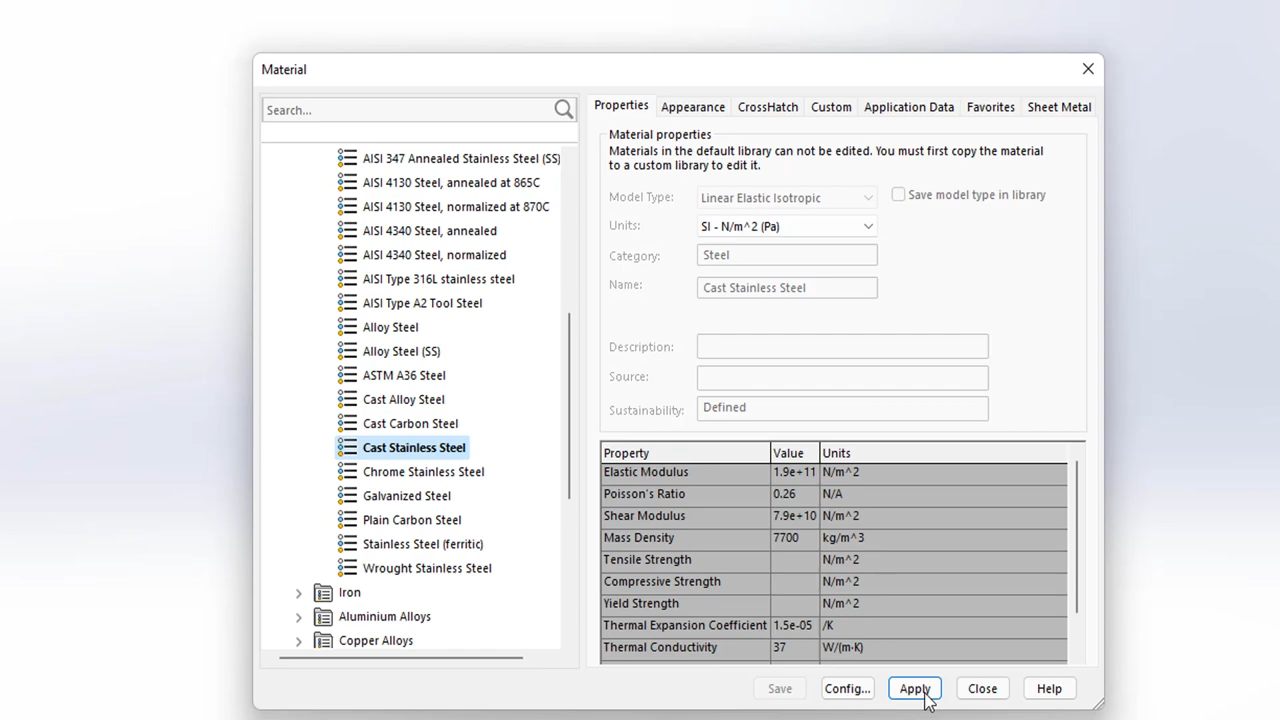 Material
Search...
AISI 347 Annealed Stainless Steel (SS)
AISI 4130 Steel, annealed at 865C
AISI 4130 Steel, normalized at 870C
AISI 4340 Steel, annealed
AISI 4340 Steel, normalized
AISI Type 316L stainless steel
AISI Type A2 Tool Steel
Alloy Steel
Alloy Steel (SS)
ASTM A36 Steel
Cast Alloy Steel
Cast Carbon Steel
Cast Stainless Steel
Chrome Stainless Steel
Galvanized Steel
Plain Carbon Steel
Stainless Steel (ferritic)
Wrought Stainless Steel
Iron
Aluminium Alloys
Copper Alloys
Properties Appearance CrossHatch Custom Application Data Favorites Sheet Metal
Material properties
Materials in the default library can not be edited. You must first copy the material
to a custom library to edit it.
Model Type: Linear Elastic Isotropic Save model type in library
Units: SI - N/m^2 (Pa)
Category: Steel
Name: Cast Stainless Steel
Description:
Source:
Sustainability: Defined
Property Value Units
Elastic Modulus 1.9e+11 N/m^2
Poisson's Ratio 0.26 N/A
Shear Modulus 7.9e+10 N/m^2
Mass Density 7700 kg/m^3
Tensile Strength N/m^2
Compressive Strength N/m^2
Yield Strength N/m^2
Thermal Expansion Coefficient 1.5e-05 /K
Thermal Conductivity 37 W/(m·K)
Save Config... Apply Close Help